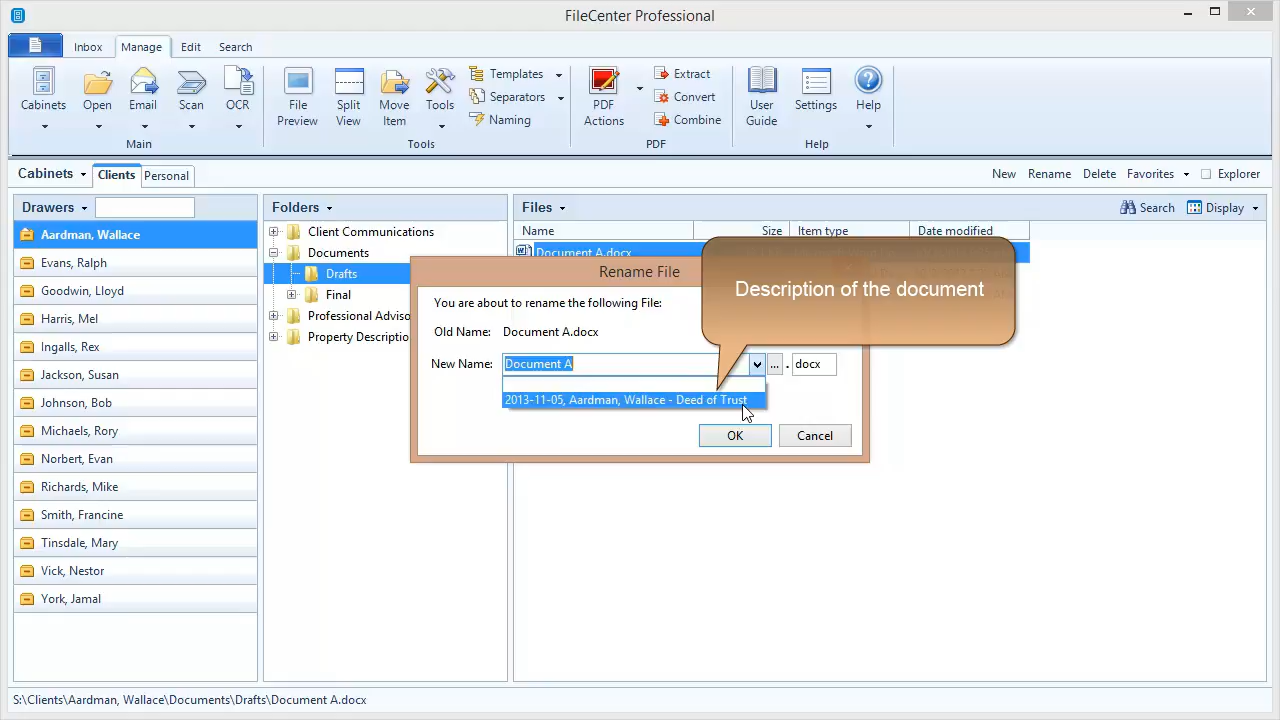 FileCenter Professional
Inbox Manage Edit Search
Cabinets Open Email Scan OCR
Main
File Preview Split View Move Item Tools
Templates
Separators
Naming
Tools
PDF Actions
Extract
Convert
Combine
PDF
User Guide Settings Help
Help
Cabinets Clients Personal
New Rename Delete Favorites Explorer
Drawers
Aardman, Wallace
Evans, Ralph
Goodwin, Lloyd
Harris, Mel
Ingalls, Rex
Jackson, Susan
Johnson, Bob
Michaels, Rory
Norbert, Evan
Richards, Mike
Smith, Francine
Tinsdale, Mary
Vick, Nestor
York, Jamal
Folders
Client Communications
Documents
Drafts
Final
Professional Adviso
Property Descriptio
Files
Search Display
Name Size Item type Date modified
Document A.docx
Rename File
You are about to rename the following File:
Old Name: Document A.docx
New Name: Document A ... . docx
2013-11-05, Aardman, Wallace - Deed of Trust
OK Cancel
Description of the document
S:\Clients\Aardman, Wallace\Documents\Drafts\Document A.docx